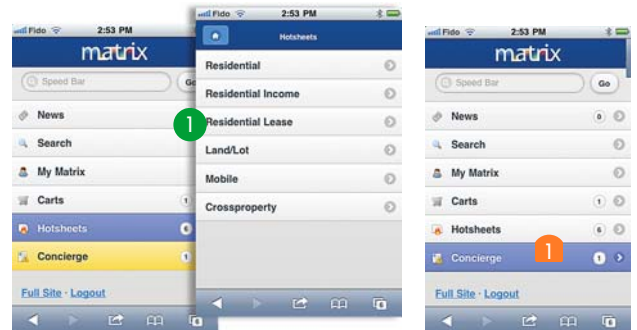 Fido 2:53 PM
matrix
Speed Bar
Go
News
Search
My Matrix
Carts 1
Hotsheets 6
Concierge 1
Full Site · Logout
6
Fido 2:53 PM
Hotsheets
Residential
Residential Income
1
Residential Lease
Land/Lot
Mobile
Crossproperty
6
Fido 2:53 PM
matrix
Speed Bar Go
News 0
Search
My Matrix
Carts 1
Hotsheets 6
Concierge 1 1
Full Site · Logout
6